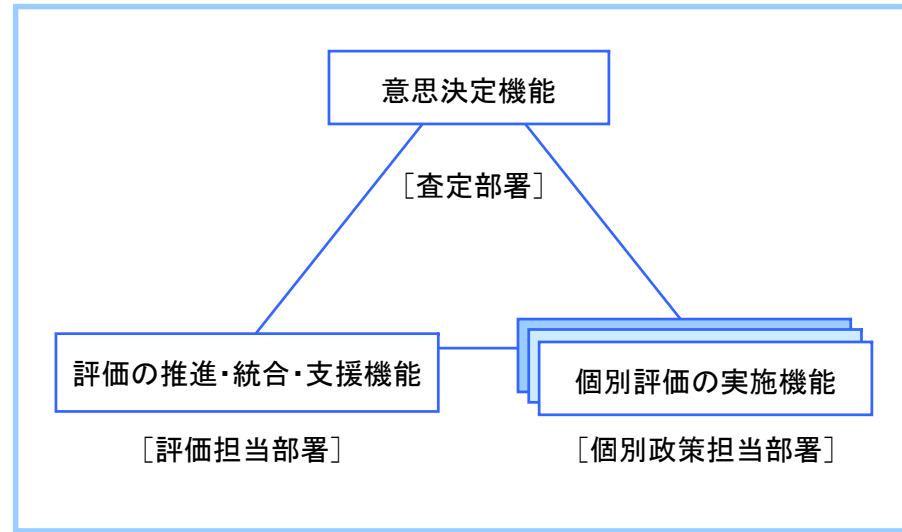 意思決定機能
［査定部署］
評価の推進・統合・支援機能
個別評価の実施機能
［評価担当部署］
［個別政策担当部署］